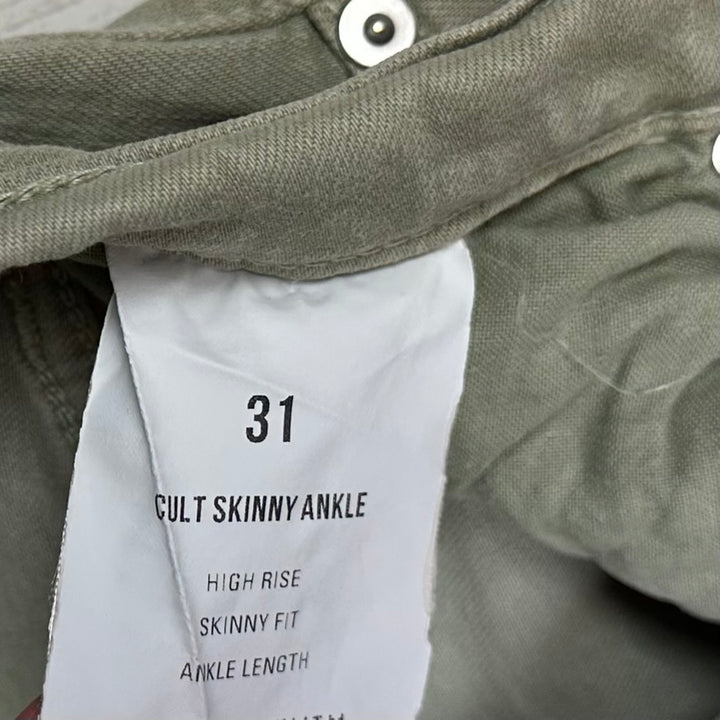 31
CULT SKINNY ANKLE
HIGH RISE
SKINNY FIT
ANKLE LENGTH